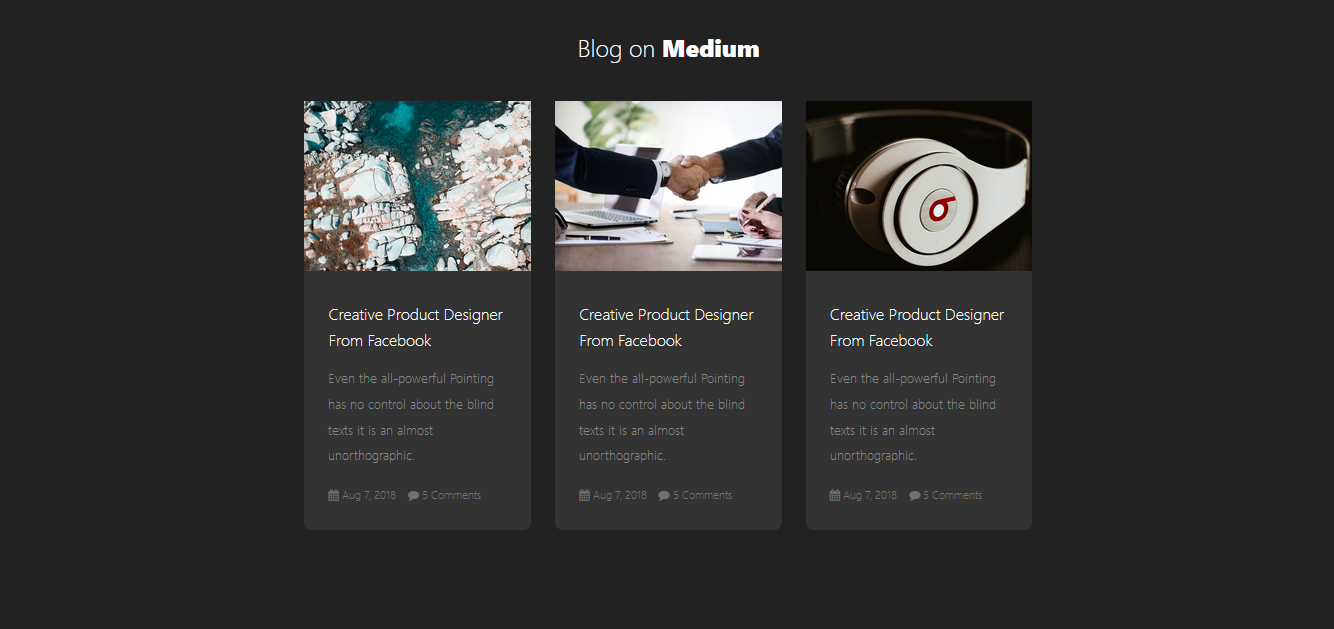 Blog on Medium
Creative Product Designer
From Facebook
Even the all-powerful Pointing
has no control about the blind
texts it is an almost
unorthographic.
Aug 7, 2018 5 Comments
Creative Product Designer
From Facebook
Even the all-powerful Pointing
has no control about the blind
texts it is an almost
unorthographic.
Aug 7, 2018 5 Comments
Creative Product Designer
From Facebook
Even the all-powerful Pointing
has no control about the blind
texts it is an almost
unorthographic.
Aug 7, 2018 5 Comments